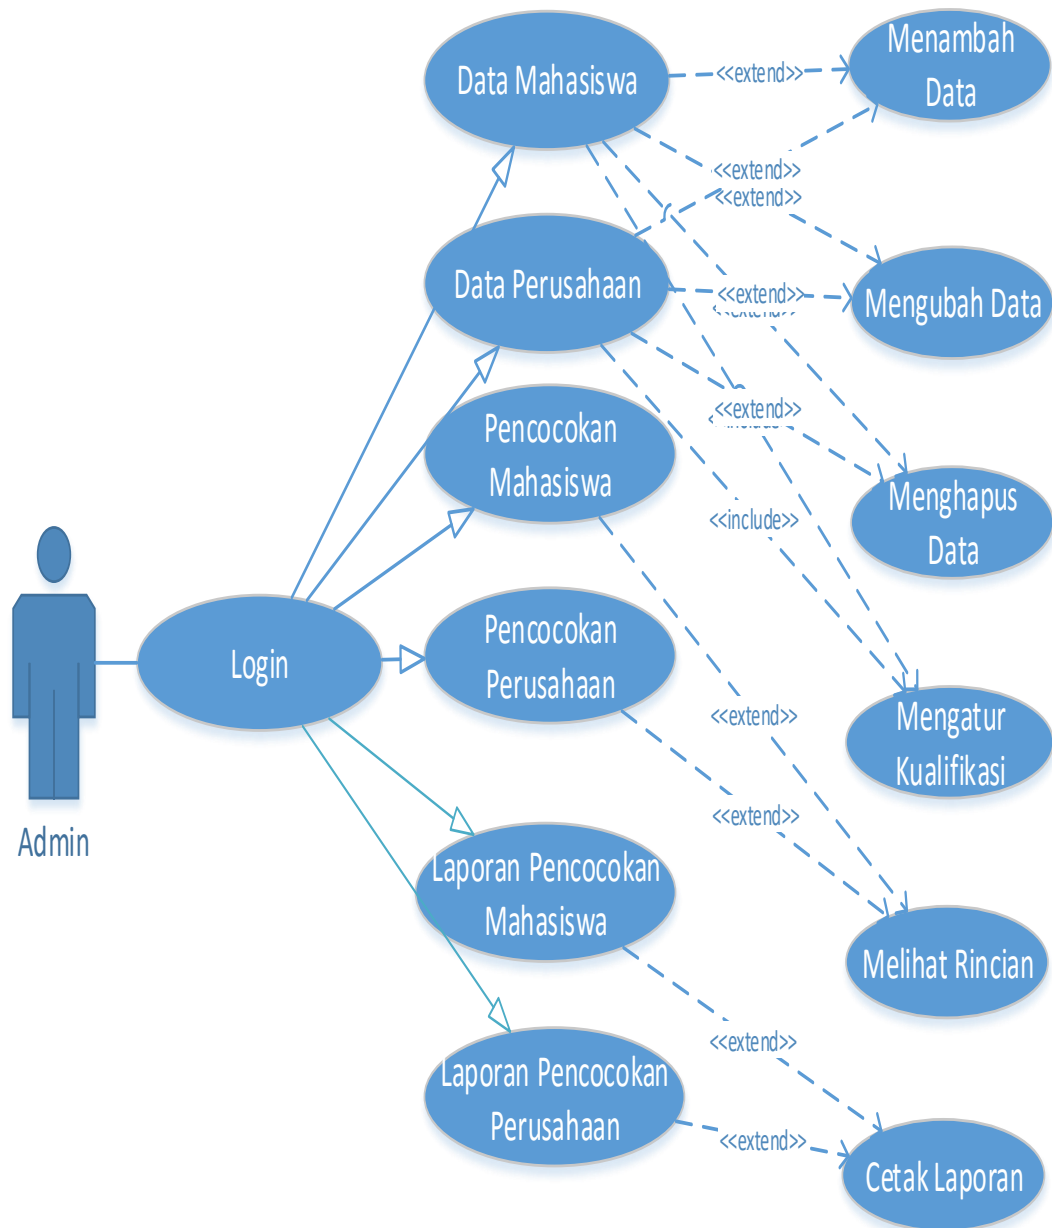 Data Mahasiswa
<<extend>>
Menambah
Data
<<extend>>
<<extend>>
Data Perusahaan
<<extend>>
Mengubah Data
<<extend>>
Pencocokan
Mahasiswa
<<extend>>
<<include>>
<<include>>
Menghapus
Data
Login
Pencocokan
Perusahaan
<<extend>>
Mengatur
Kualifikasi
<<extend>>
Admin
Laporan Pencocokan
Mahasiswa
Melihat Rincian
<<extend>>
Laporan Pencocokan
Perusahaan
<<extend>>
Cetak Laporan